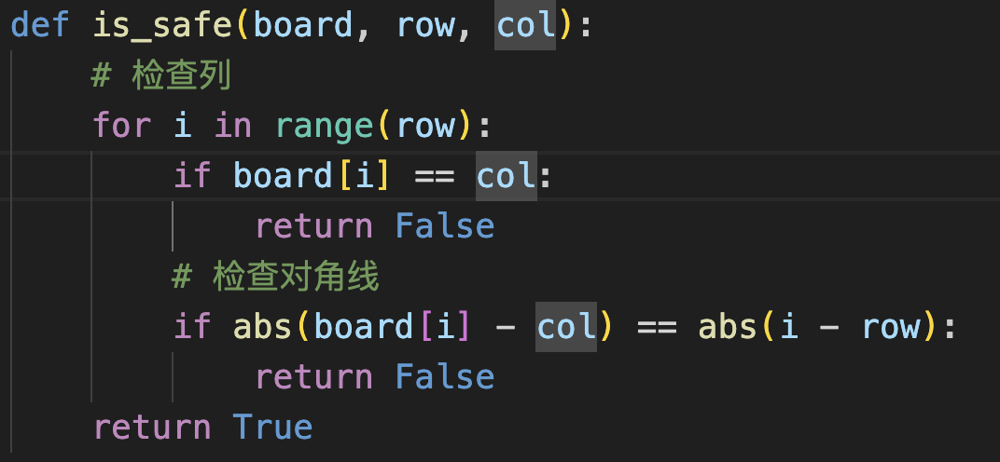 def is_safe(board, row, col):
    # 检查列
    for i in range(row):
        if board[i] == col:
            return False
        # 检查对角线
        if abs(board[i] - col) == abs(i - row):
            return False
    return True